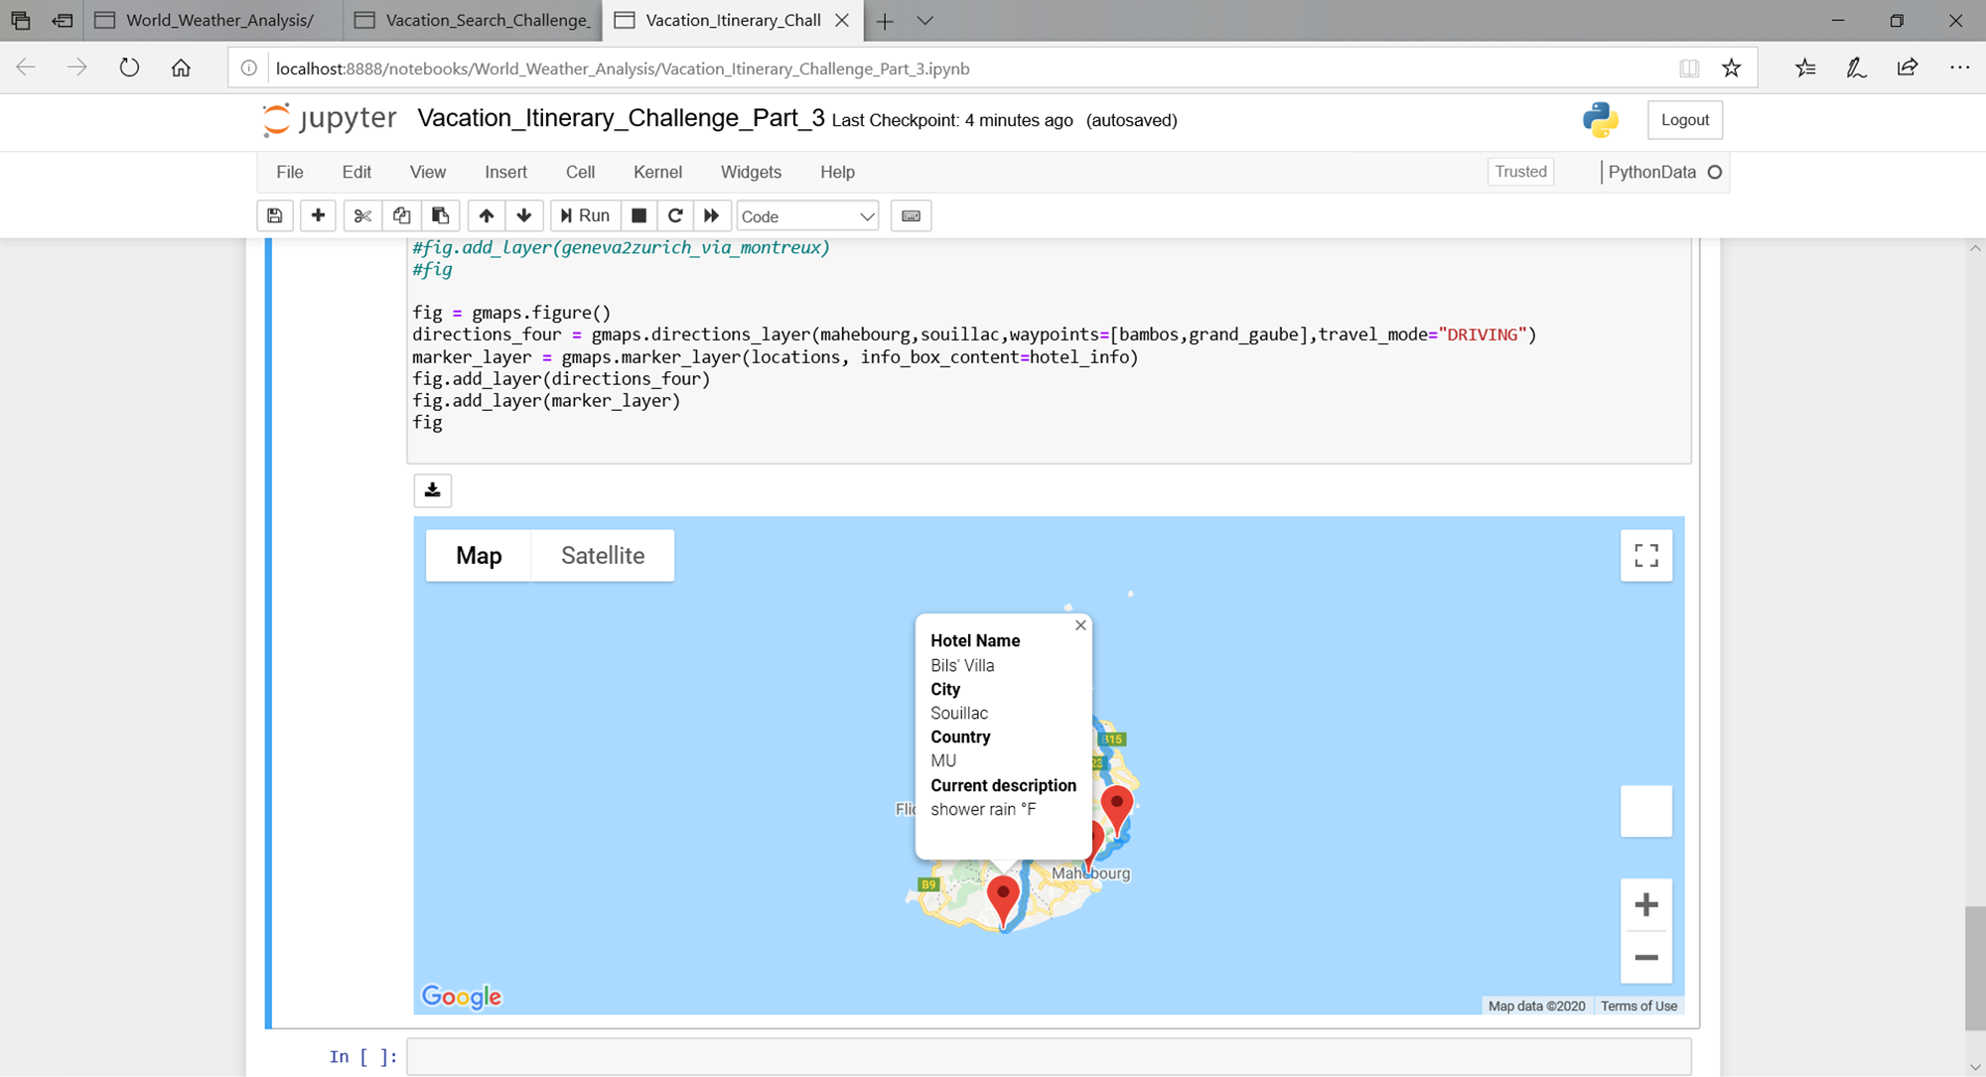 World_Weather_Analysis/
Vacation_Search_Challenge_
Vacation_Itinerary_Chall
localhost:8888/notebooks/World_Weather_Analysis/Vacation_Itinerary_Challenge_Part_3.ipynb
jupyter Vacation_Itinerary_Challenge_Part_3 Last Checkpoint: 4 minutes ago (autosaved)
Logout
File Edit View Insert Cell Kernel Widgets Help
Trusted
PythonData
Run
Code
#fig.add_layer(geneva2zurich_via_montreux)
#fig
fig = gmaps.figure()
directions_four = gmaps.directions_layer(mahebourg,souillac,waypoints=[bambos,grand_gaube],travel_mode="DRIVING")
marker_layer = gmaps.marker_layer(locations, info_box_content=hotel_info)
fig.add_layer(directions_four)
fig.add_layer(marker_layer)
fig
Map Satellite
Hotel Name
Bils' Villa
City
Souillac
Country
MU
Current description
shower rain °F
B15
23
Flic
Mahebourg
B9
Google
Map data ©2020 Terms of Use
In [ ]: